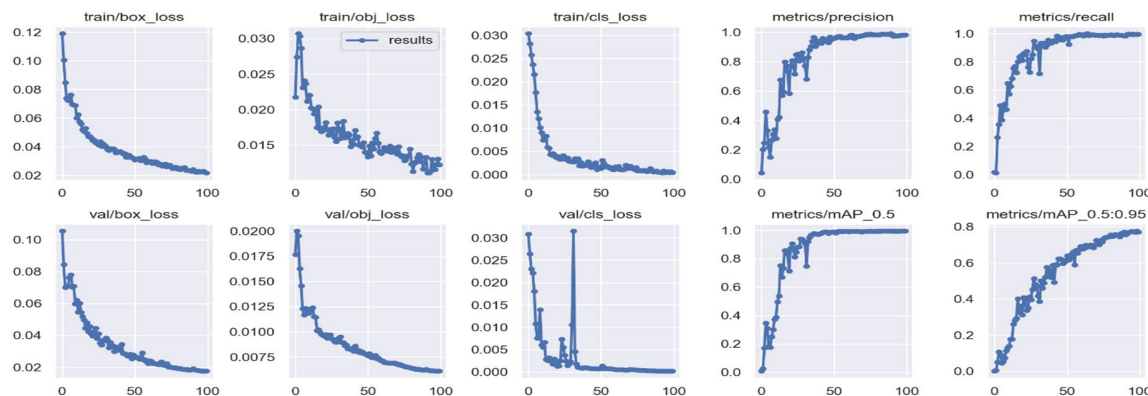 train/box_loss
0.12
0.10
0.08
0.06
0.04
0.02
0 50 100
train/obj_loss
results
0.030
0.025
0.020
0.015
0 50 100
train/cls_loss
0.030
0.025
0.020
0.015
0.010
0.005
0.000
0 50 100
metrics/precision
1.0
0.8
0.6
0.4
0.2
0.0
0 50 100
metrics/recall
1.0
0.8
0.6
0.4
0.2
0.0
0 50 100
val/box_loss
0.10
0.08
0.06
0.04
0.02
0 50 100
val/obj_loss
0.0200
0.0175
0.0150
0.0125
0.0100
0.0075
0 50 100
val/cls_loss
0.030
0.025
0.020
0.015
0.010
0.005
0.000
0 50 100
metrics/mAP_0.5
1.0
0.8
0.6
0.4
0.2
0.0
0 50 100
metrics/mAP_0.5:0.95
0.8
0.6
0.4
0.2
0.0
0 50 100